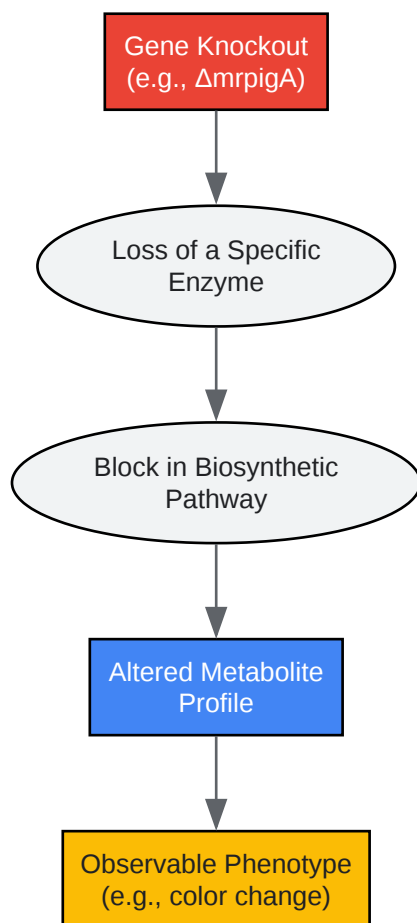 Gene Knockout
(e.g., ΔmrpigA)
Loss of a Specific
Enzyme
Block in Biosynthetic
Pathway
Altered Metabolite
Profile
Observable Phenotype
(e.g., color change)